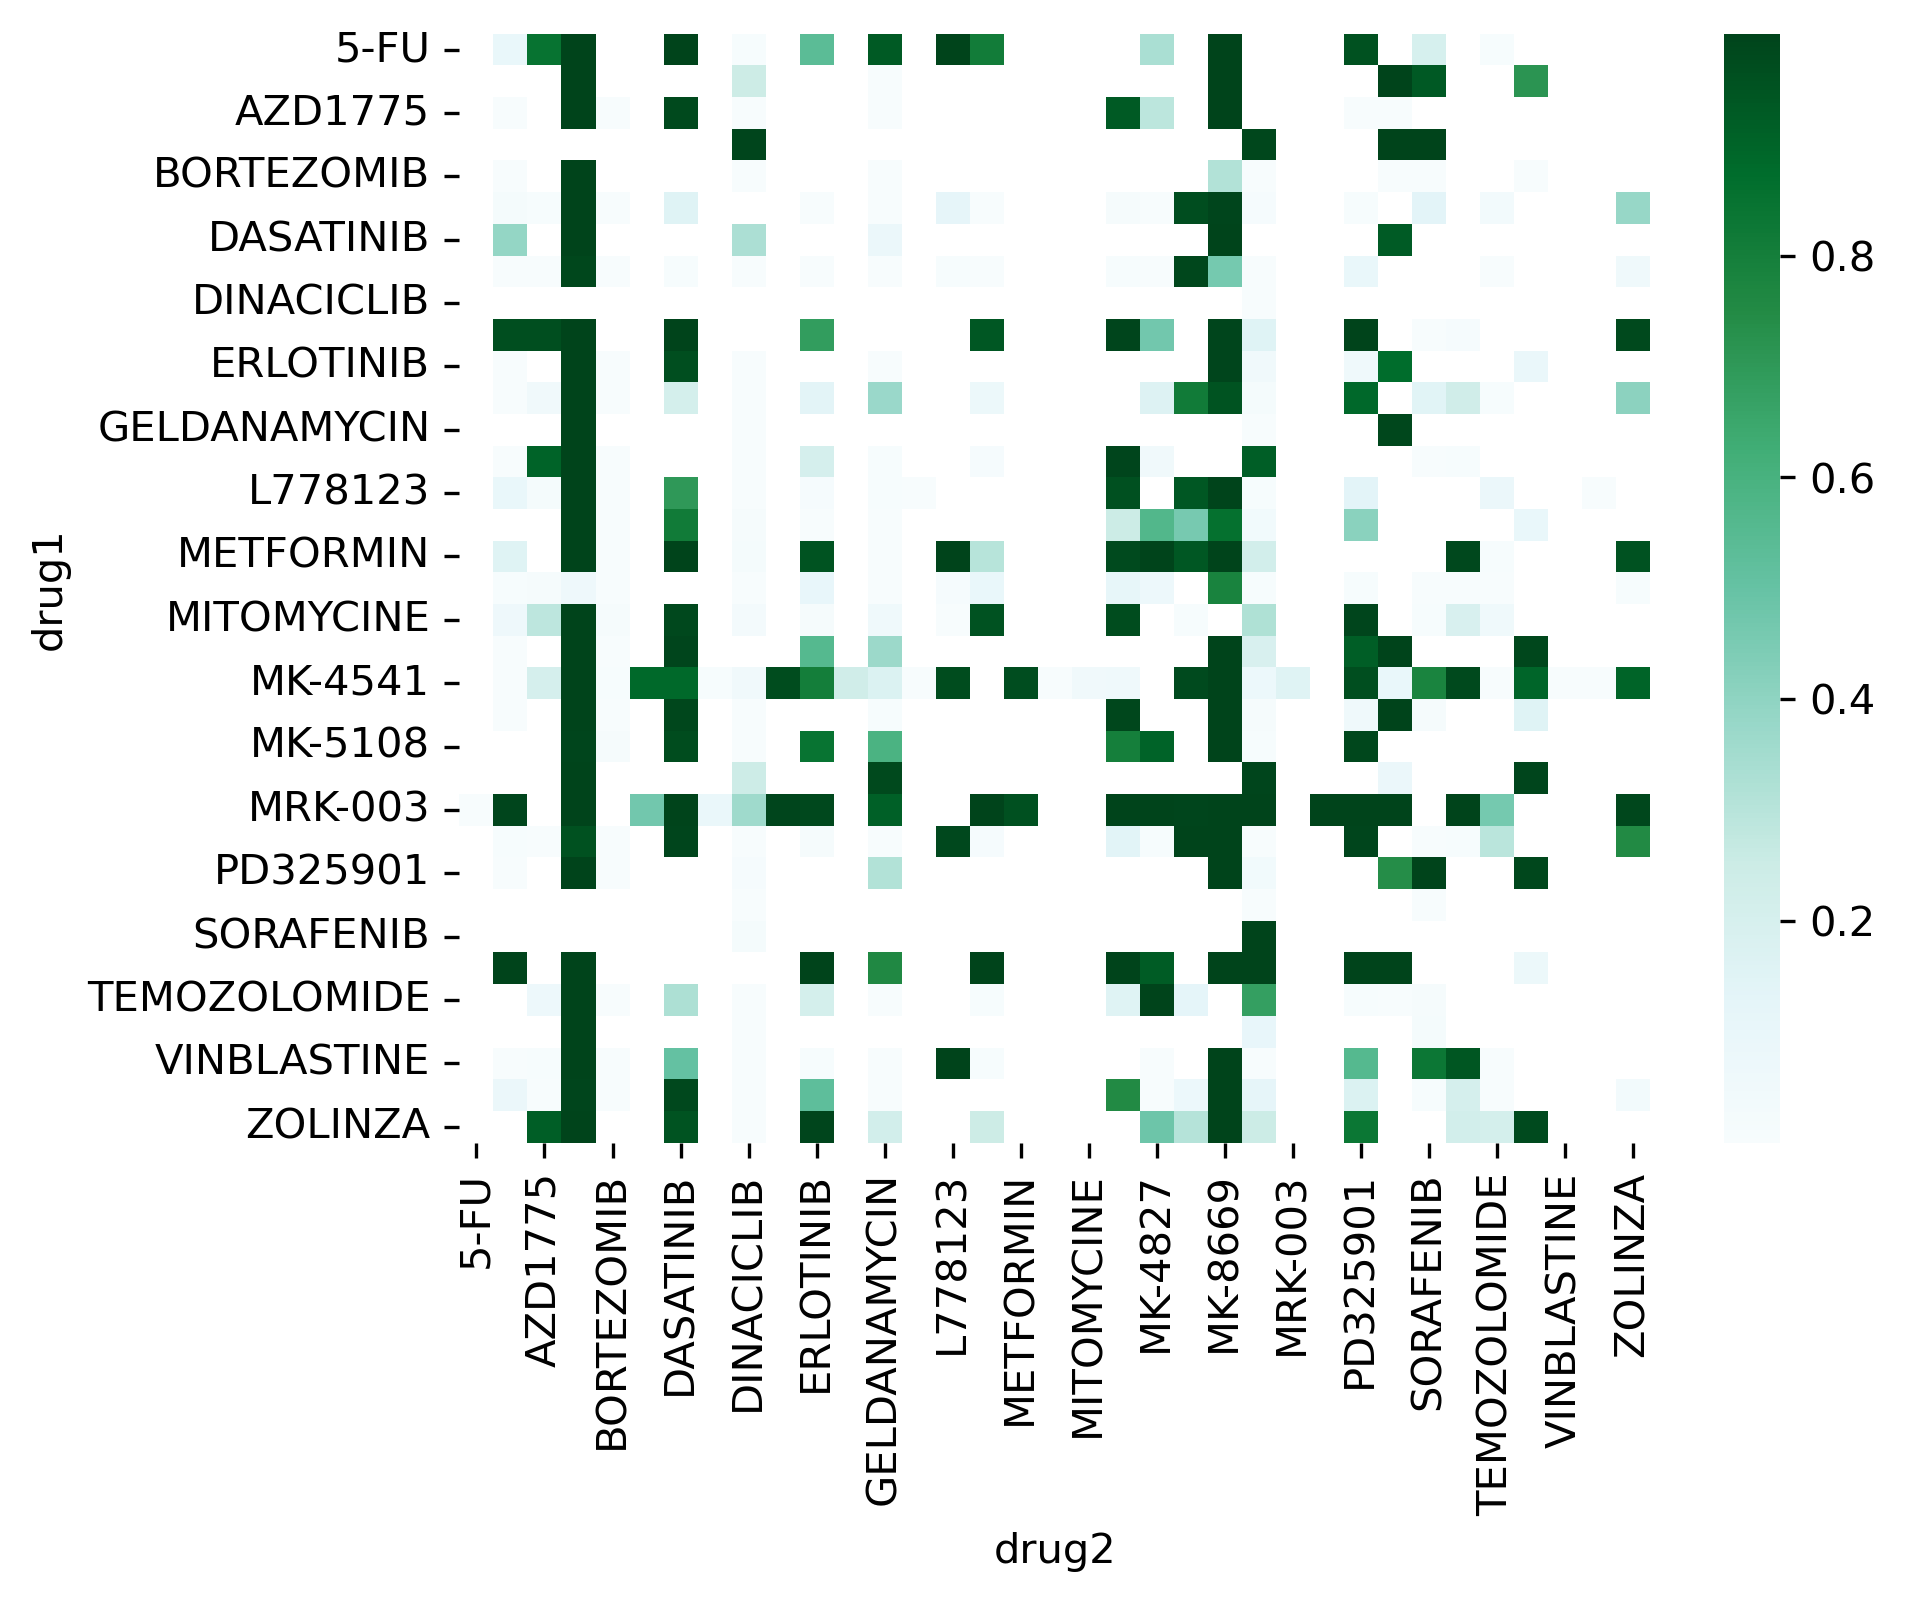 5-FU
AZD1775
BORTEZOMIB
DASATINIB
DINACICLIB
ERLOTINIB
GELDANAMYCIN
L778123
METFORMIN
MITOMYCINE
MK-4541
MK-5108
MRK-003
PD325901
SORAFENIB
TEMOZOLOMIDE
VINBLASTINE
ZOLINZA
drug1
5-FU
AZD1775
BORTEZOMIB
DASATINIB
DINACICLIB
ERLOTINIB
GELDANAMYCIN
L778123
METFORMIN
MITOMYCINE
MK-4827
MK-8669
MRK-003
PD325901
SORAFENIB
TEMOZOLOMIDE
VINBLASTINE
ZOLINZA
drug2
0.8
0.6
0.4
0.2